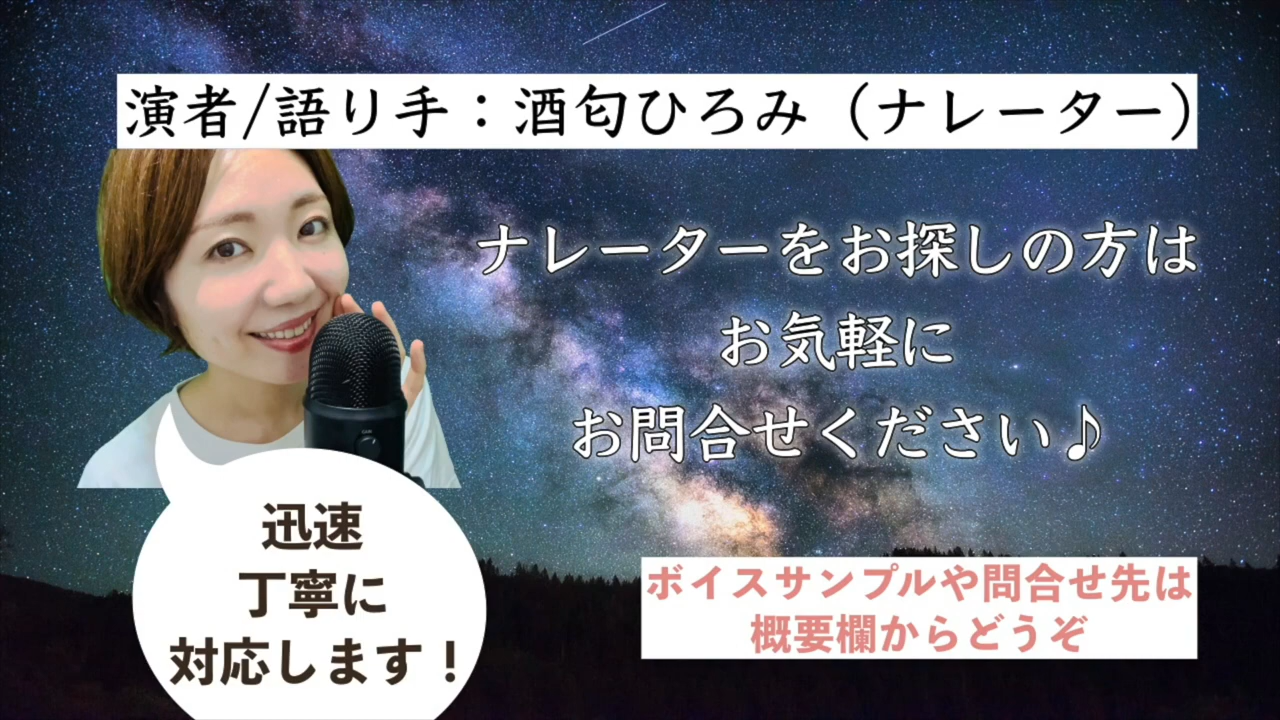 演者/語り手：酒匂ひろみ（ナレーター）
ナレーターをお探しの方は
お気軽に
お問合せください♪
迅速
丁寧に
対応します！
ボイスサンプルや問合せ先は
概要欄からどうぞ